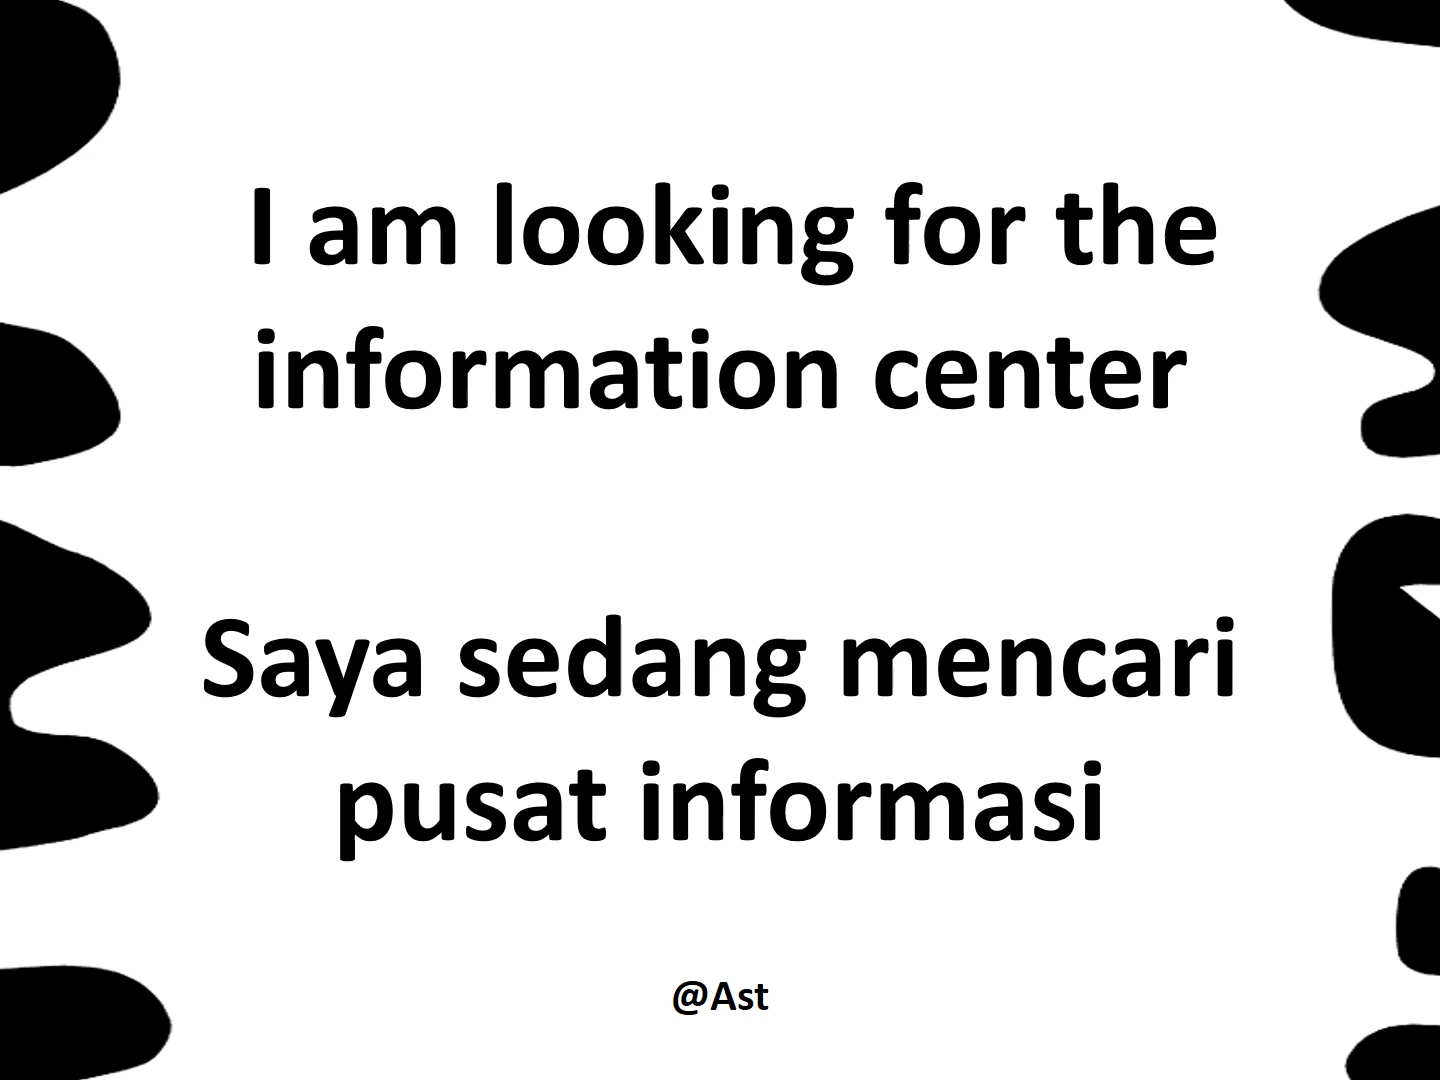 I am looking for the
information center
Saya sedang mencari
pusat informasi
@Ast